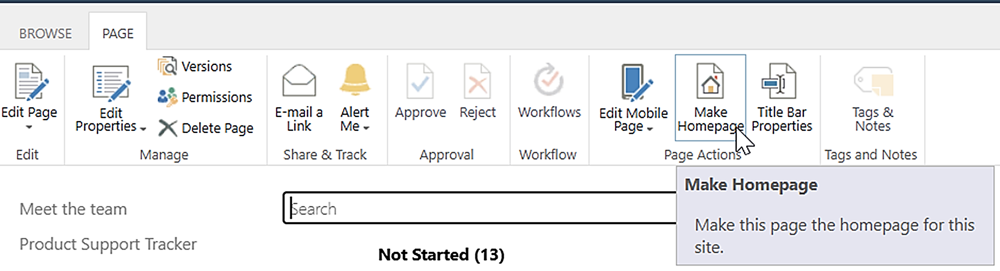 BROWSE PAGE
Edit Page
Edit
Edit
Properties
Versions
Permissions
Delete Page
Manage
E-mail a
Link
Alert
Me
Share & Track
Approve
Reject
Approval
Workflows
Workflow
Edit Mobile
Page
Make
Homepage
Title Bar
Properties
Page Actions
Tags &
Notes
Tags and Notes
Make Homepage
Make this page the homepage for this
site.
Meet the team
Product Support Tracker
Search
Not Started (13)